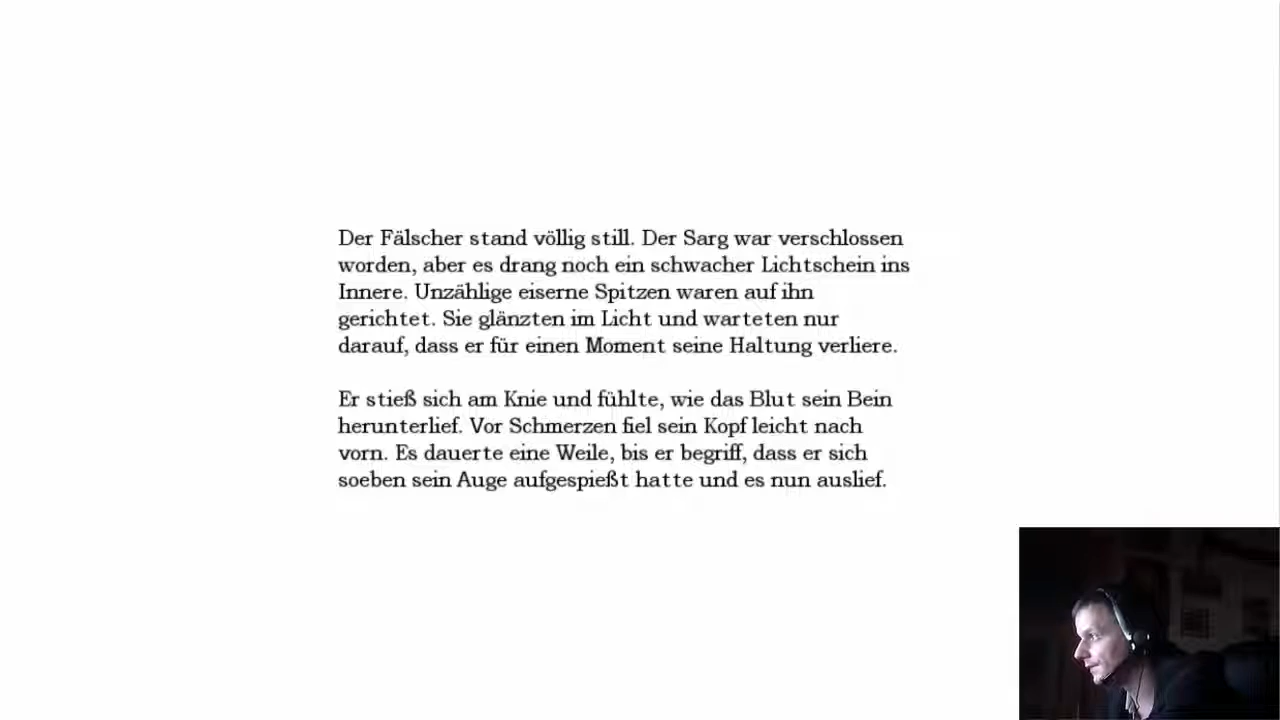 Der Fälscher stand völlig still. Der Sarg war verschlossen
worden, aber es drang noch ein schwacher Lichtschein ins
Innere. Unzählige eiserne Spitzen waren auf ihn
gerichtet. Sie glänzten im Licht und warteten nur
darauf, dass er für einen Moment seine Haltung verliere.
Er stieß sich am Knie und fühlte, wie das Blut sein Bein
herunterlief. Vor Schmerzen fiel sein Kopf leicht nach
vorn. Es dauerte eine Weile, bis er begriff, dass er sich
soeben sein Auge aufgespießt hatte und es nun auslief.